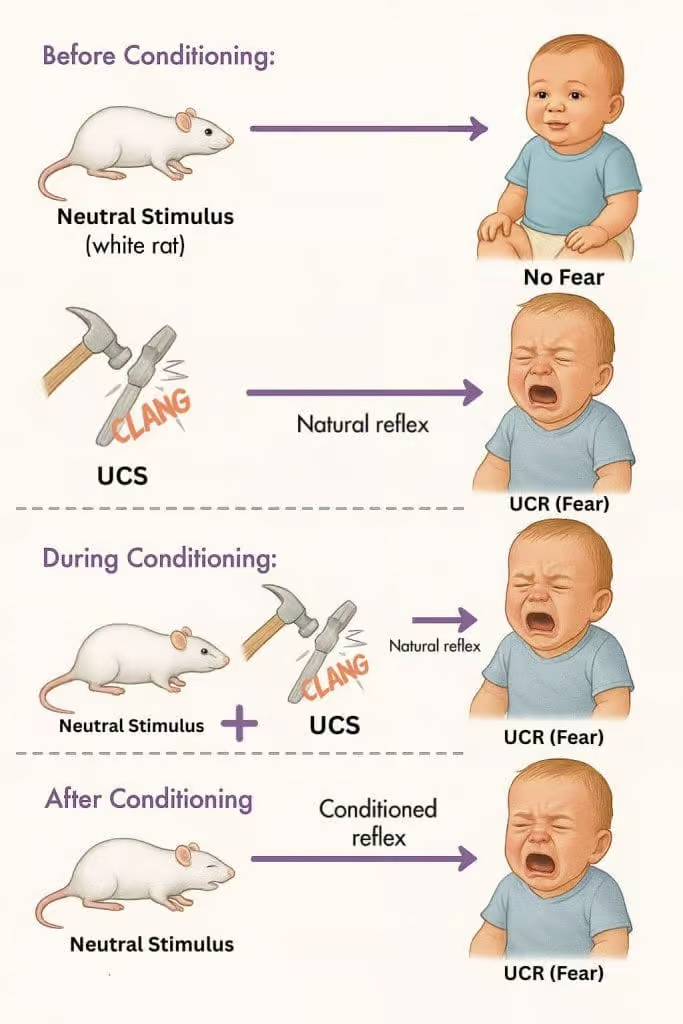 Before Conditioning:
Neutral Stimulus
(white rat)
No Fear
CLANG
Natural reflex
UCS
UCR (Fear)
During Conditioning:
CLANG
Natural reflex
Neutral Stimulus +
UCS
UCR (Fear)
After Conditioning
Conditioned
reflex
Neutral Stimulus
UCR (Fear)